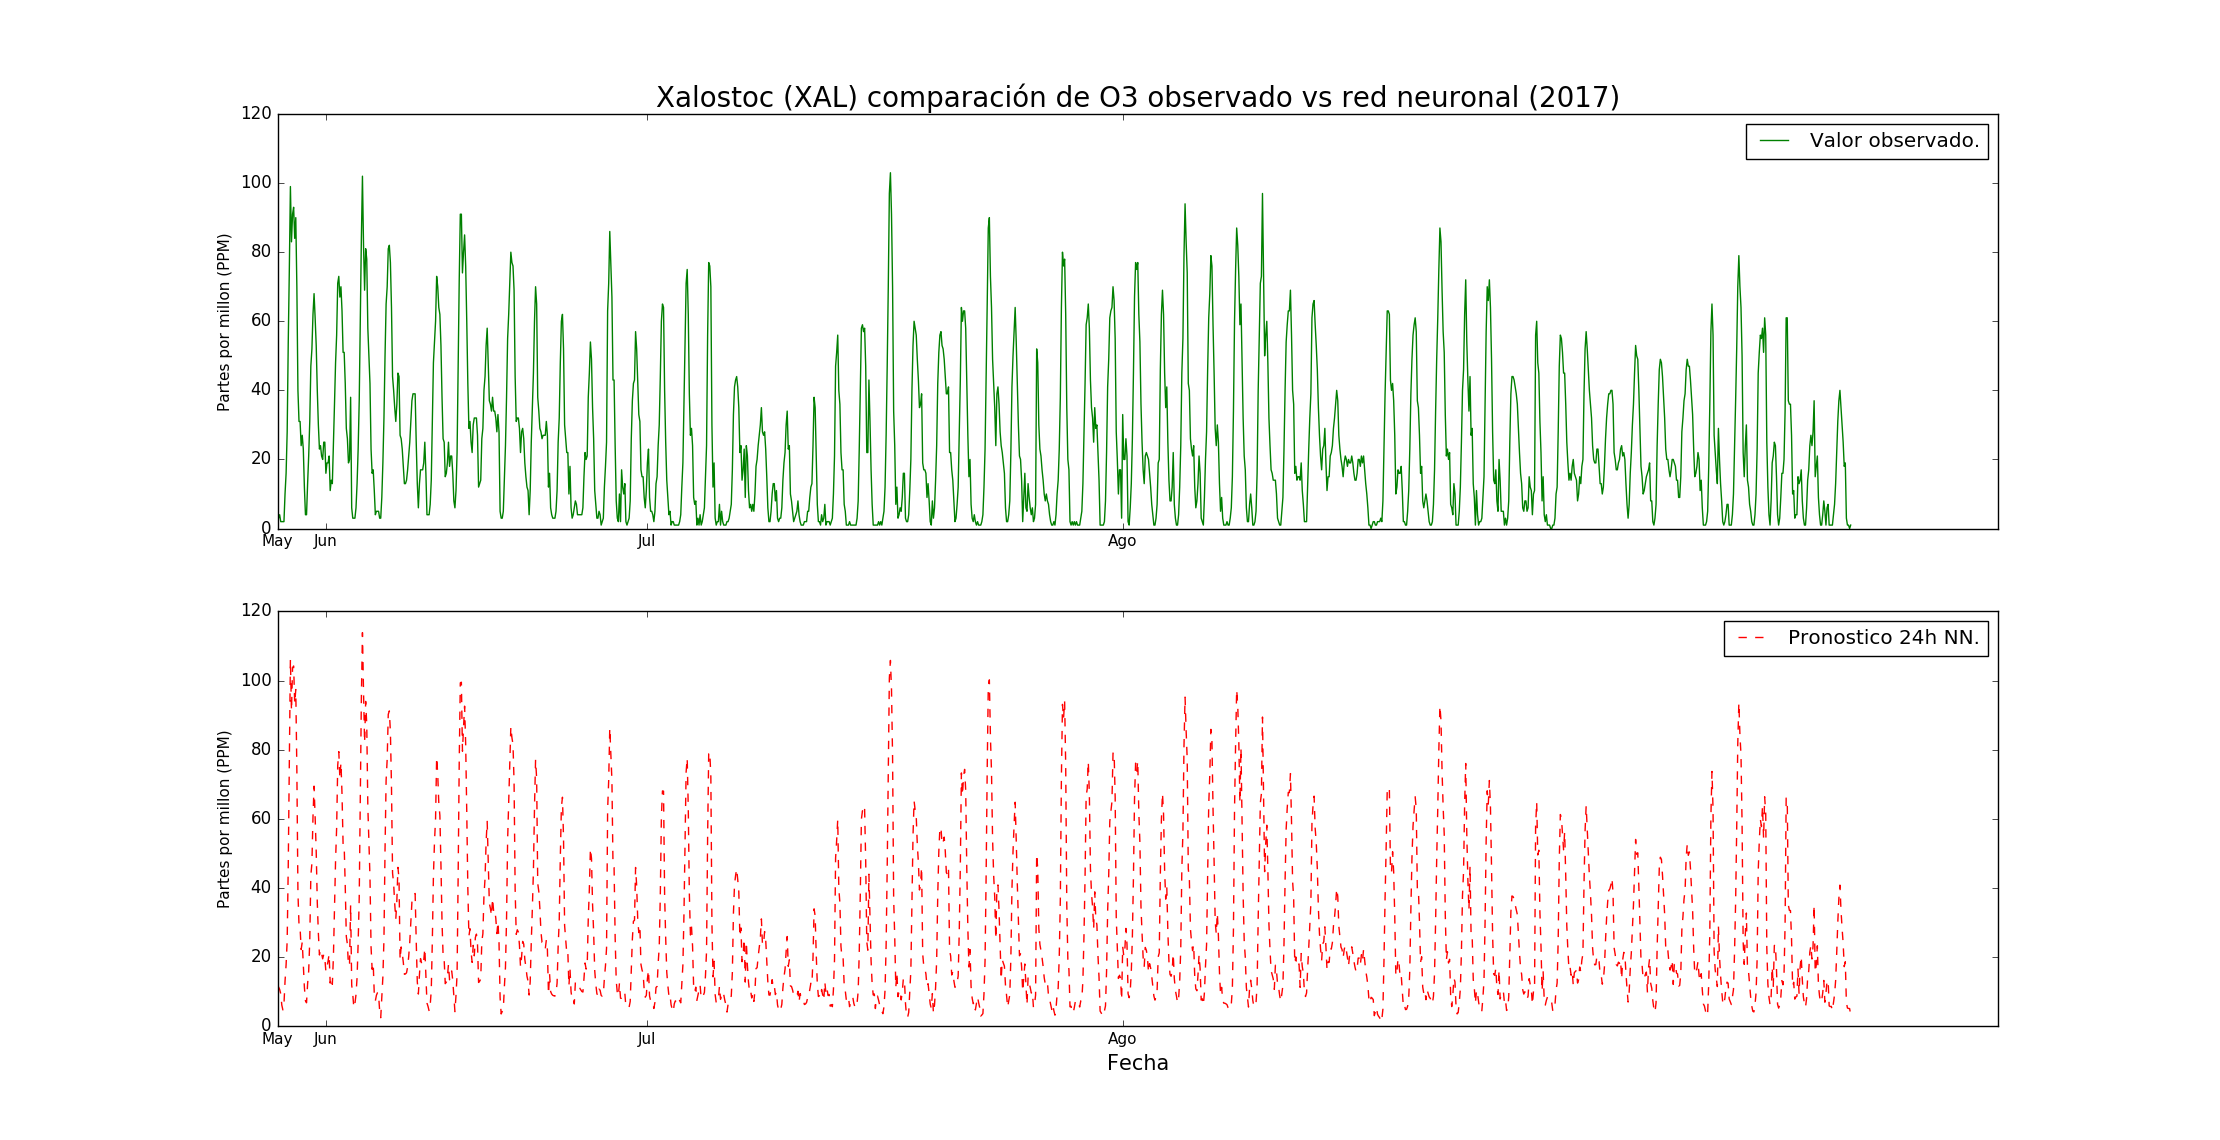 Xalostoc (XAL) comparación de O3 observado vs red neuronal (2017)
120
100
80
60
40
20
0
Partes por millon (PPM)
Valor observado.
May Jun Jul Ago
120
100
80
60
40
20
0
Partes por millon (PPM)
Pronostico 24h NN.
May Jun Jul Ago
Fecha